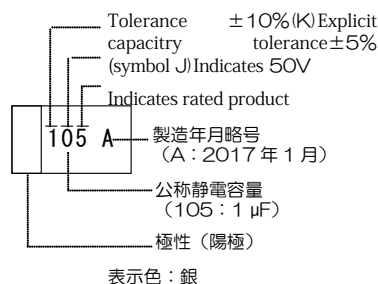 Tolerance ±10%(K)Explicit
capacitry tolerance±5%
(symbol J)Indicates 50V
Indicates rated product
105 A
製造年月略号
（A：2017年1月）
公称静電容量
（105：1 μF）
極性（陽極）
表示色：銀